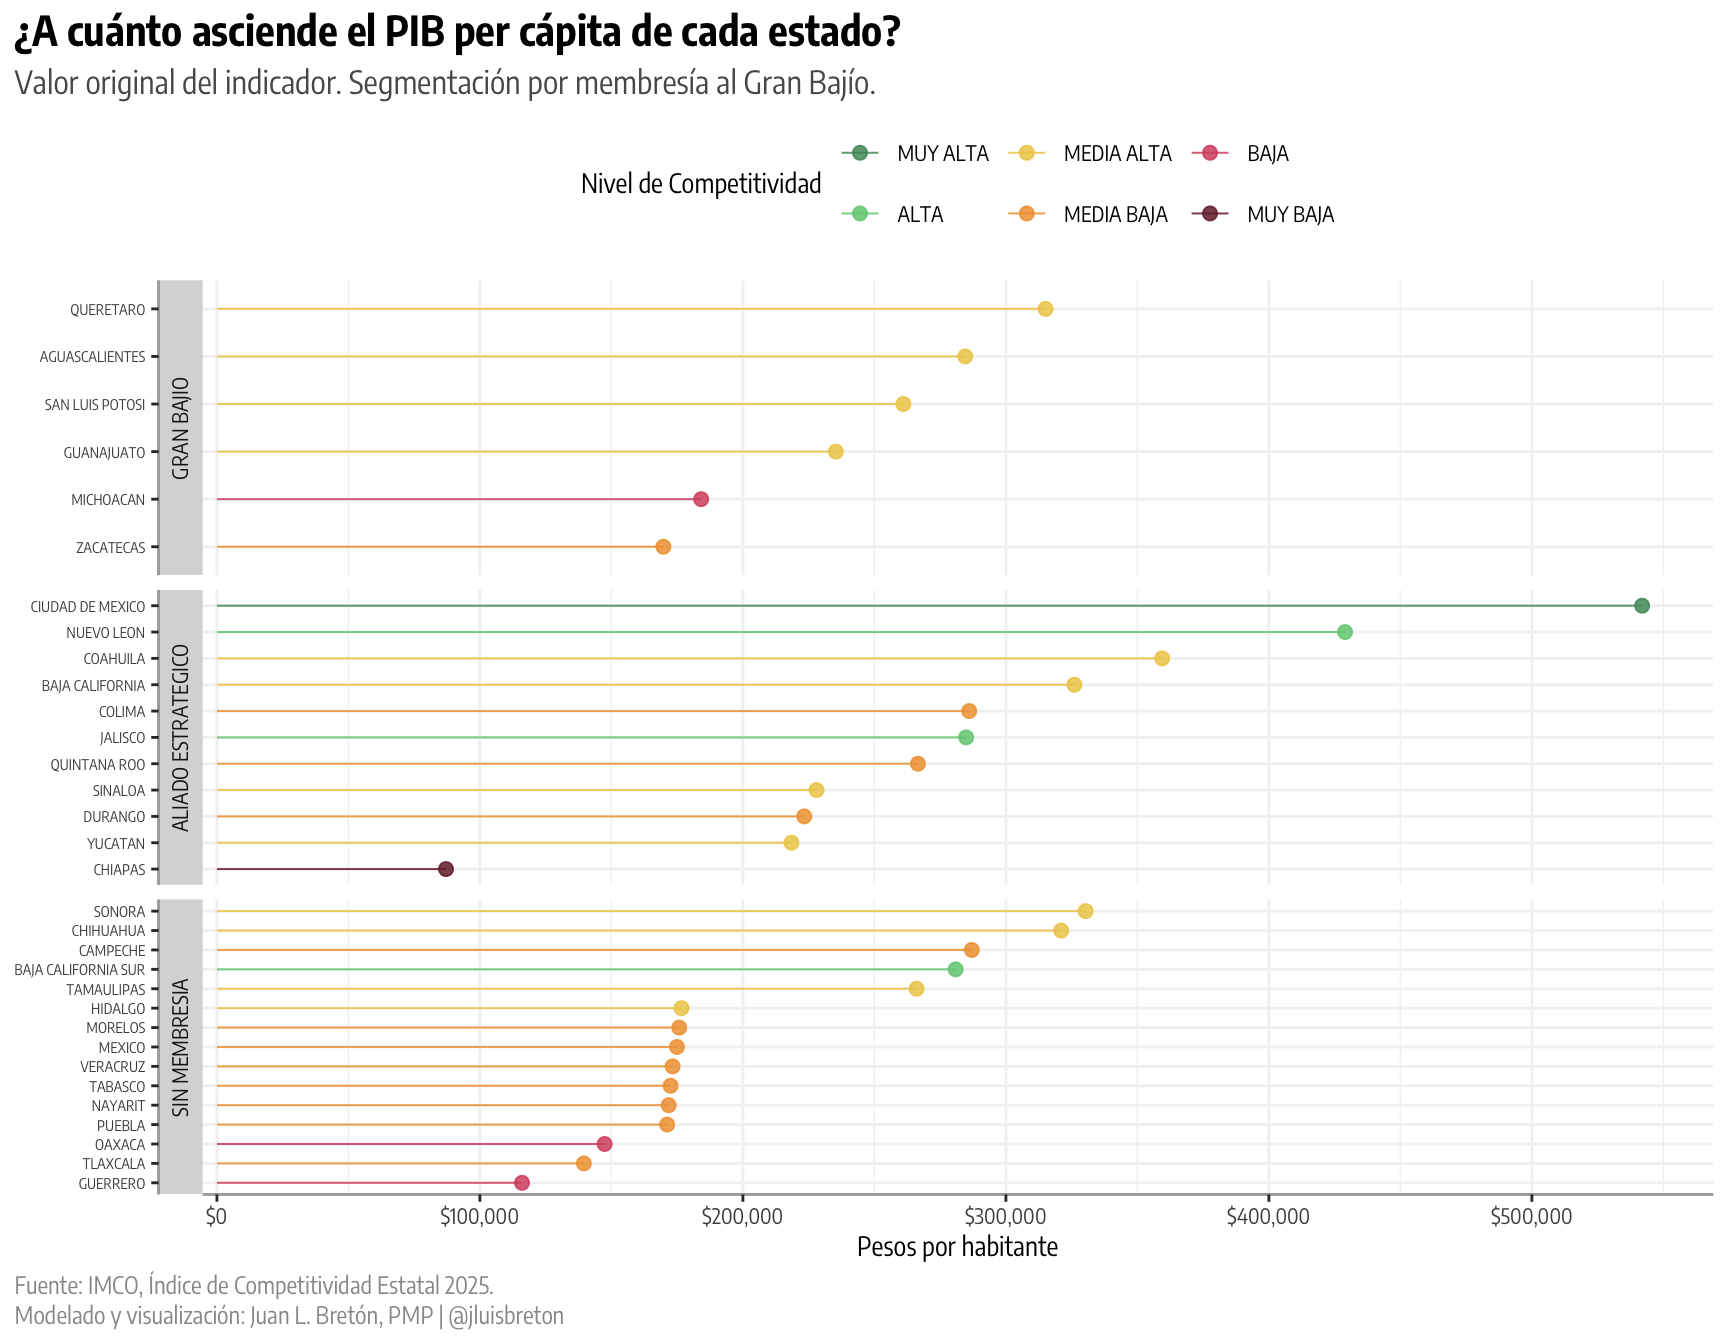 ¿A cuánto asciende el PIB per cápita de cada estado?
Valor original del indicador. Segmentación por membresía al Gran Bajío.
Nivel de Competitividad
MUY ALTA
MEDIA ALTA
BAJA
ALTA
MEDIA BAJA
MUY BAJA
GRAN BAJIO
QUERETARO
AGUASCALIENTES
SAN LUIS POTOSI
GUANAJUATO
MICHOACAN
ZACATECAS
ALIADO ESTRATEGICO
CIUDAD DE MEXICO
NUEVO LEON
COAHUILA
BAJA CALIFORNIA
COLIMA
JALISCO
QUINTANA ROO
SINALOA
DURANGO
YUCATAN
CHIAPAS
SIN MEMBRESIA
SONORA
CHIHUAHUA
CAMPECHE
BAJA CALIFORNIA SUR
TAMAULIPAS
HIDALGO
MORELOS
MEXICO
VERACRUZ
TABASCO
NAYARIT
PUEBLA
OAXACA
TLAXCALA
GUERRERO
$0 $100,000 $200,000 $300,000 $400,000 $500,000
Pesos por habitante
Fuente: IMCO, Índice de Competitividad Estatal 2025.
Modelado y visualización: Juan L. Bretón, PMP | @jluisbreton